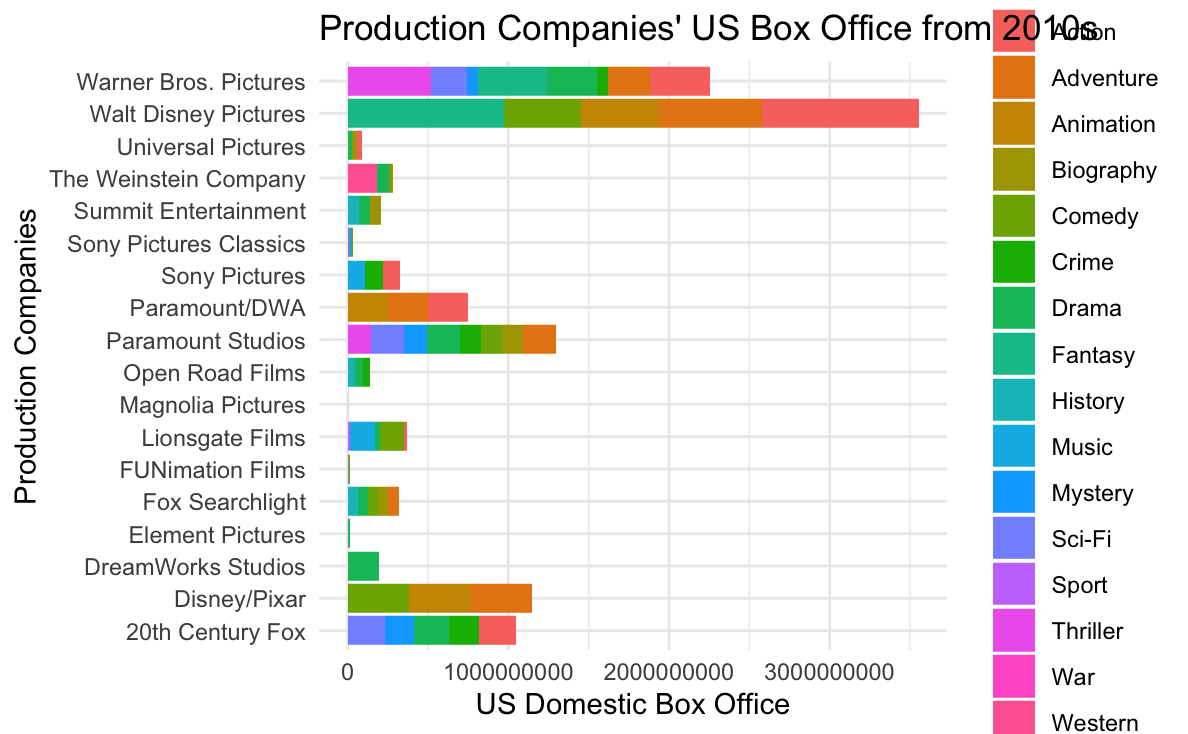 Production Companies' US Box Office from 2010s
Production Companies
Warner Bros. Pictures
Walt Disney Pictures
Universal Pictures
The Weinstein Company
Summit Entertainment
Sony Pictures Classics
Sony Pictures
Paramount/DWA
Paramount Studios
Open Road Films
Magnolia Pictures
Lionsgate Films
FUNimation Films
Fox Searchlight
Element Pictures
DreamWorks Studios
Disney/Pixar
20th Century Fox
0 1000000000 2000000000 3000000000
US Domestic Box Office
Action
Adventure
Animation
Biography
Comedy
Crime
Drama
Fantasy
History
Music
Mystery
Sci-Fi
Sport
Thriller
War
Western